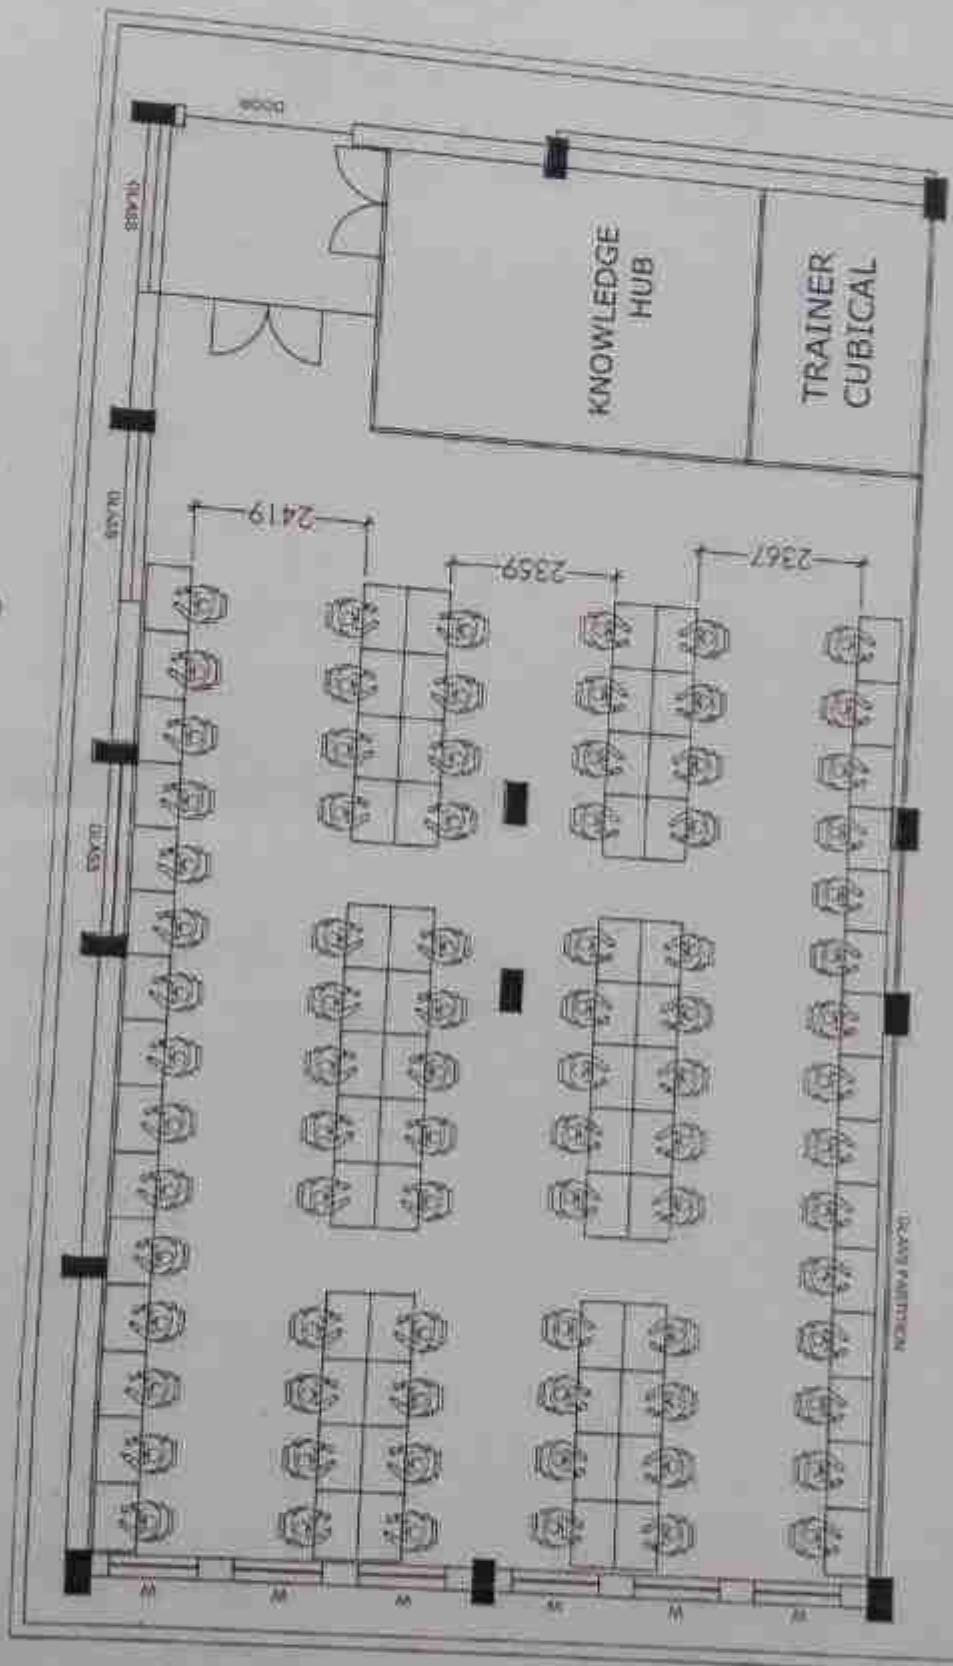 DOOR
GLASS
KNOWLEDGE
HUB
TRAINER
CUBICAL
GLASS
2419
2359
2367
GLASS
GLASS PARTITION
W
W
W
W
W
W